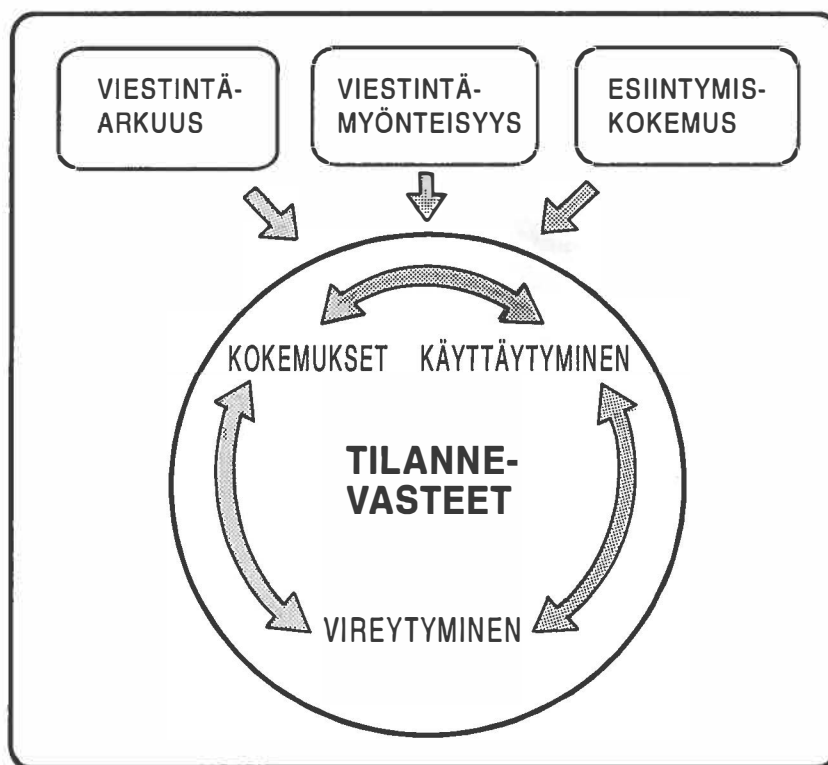 VIESTINTÄ-
ARKUUS
VIESTINTÄ-
MYÖNTEISYYS
ESIINTYMIS-
KOKEMUS
KOKEMUKSET KÄYTTÄYTYMINEN
TILANNE-
VASTEET
VIREYTYMINEN